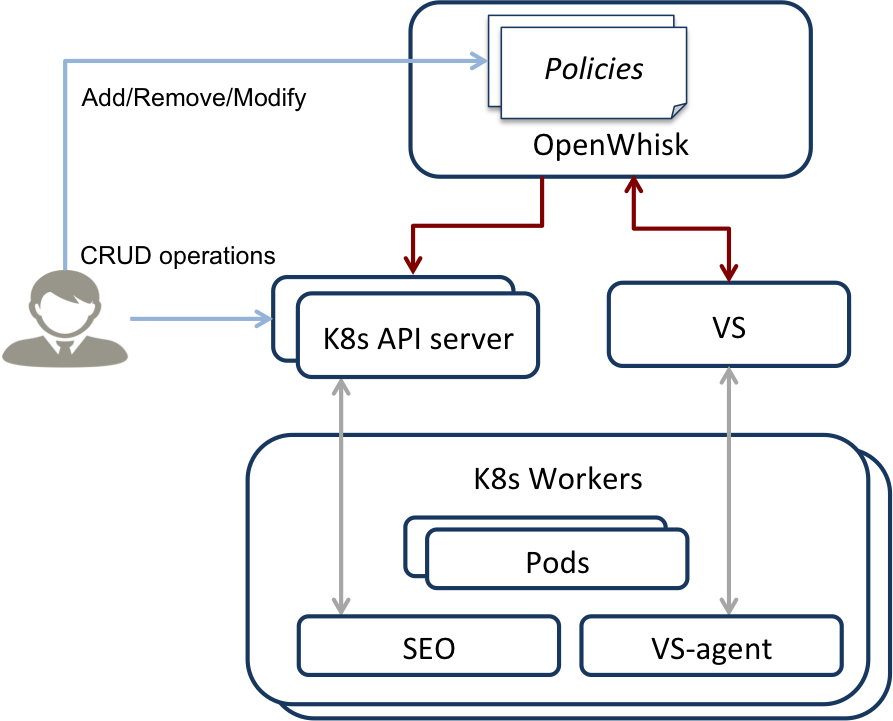 Policies
Add/Remove/Modify
OpenWhisk
CRUD operations
K8s API server
VS
K8s Workers
Pods
SEO
VS-agent